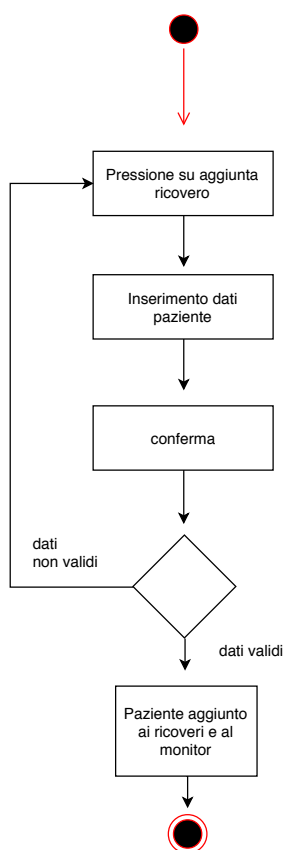 Pressione su aggiunta
ricovero
Inserimento dati
paziente
conferma
dati
non validi
dati validi
Paziente aggiunto
ai ricoveri e al
monitor